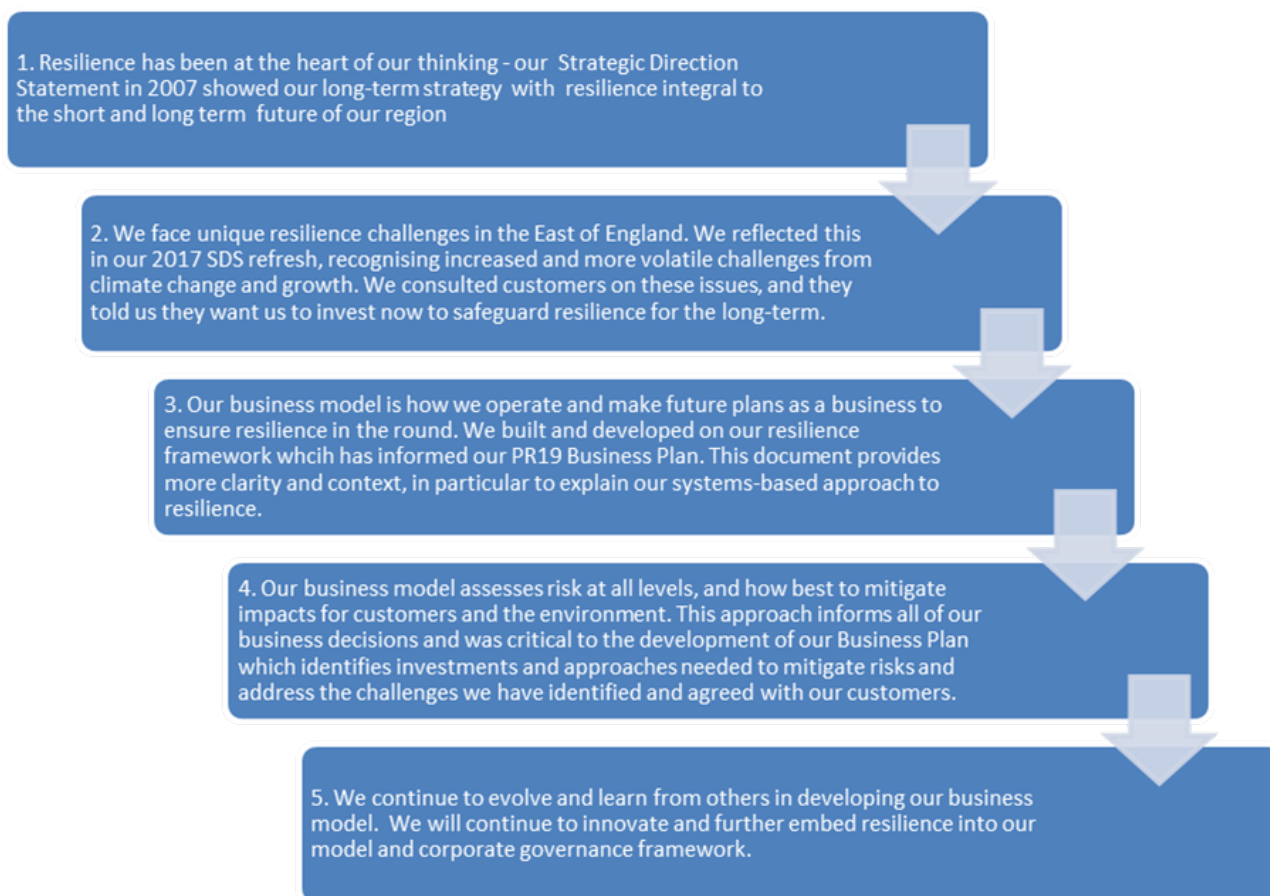 1. Resilience has been at the heart of our thinking - our  Strategic Direction
Statement in 2007 showed our long-term strategy  with  resilience integral to
the short and long term  future of our region
2. We face unique resilience challenges in the East of England. We reflected this
in our 2017 SDS refresh, recognising increased and more volatile challenges from
climate change and growth. We consulted customers on these issues, and they
told us they want us to invest now to safeguard resilience for the long-term.
3. Our business model is how we operate and make future plans as a business to
ensure resilience in the round. We built and developed on our resilience
framework whcih has informed our PR19 Business Plan. This document provides
more clarity and context, in particular to explain our systems-based approach to
resilience.
4. Our business model assesses risk at all levels, and how best to mitigate
impacts for customers and the environment. This approach informs all of our
business decisions and was critical to the development of our Business Plan
which identifies investments and approaches needed to mitigate risks and
address the challenges we have identified and agreed with our customers.
5. We continue to evolve and learn from others in developing our business
model.  We will continue to innovate and further embed resilience into our
model and corporate governance framework.